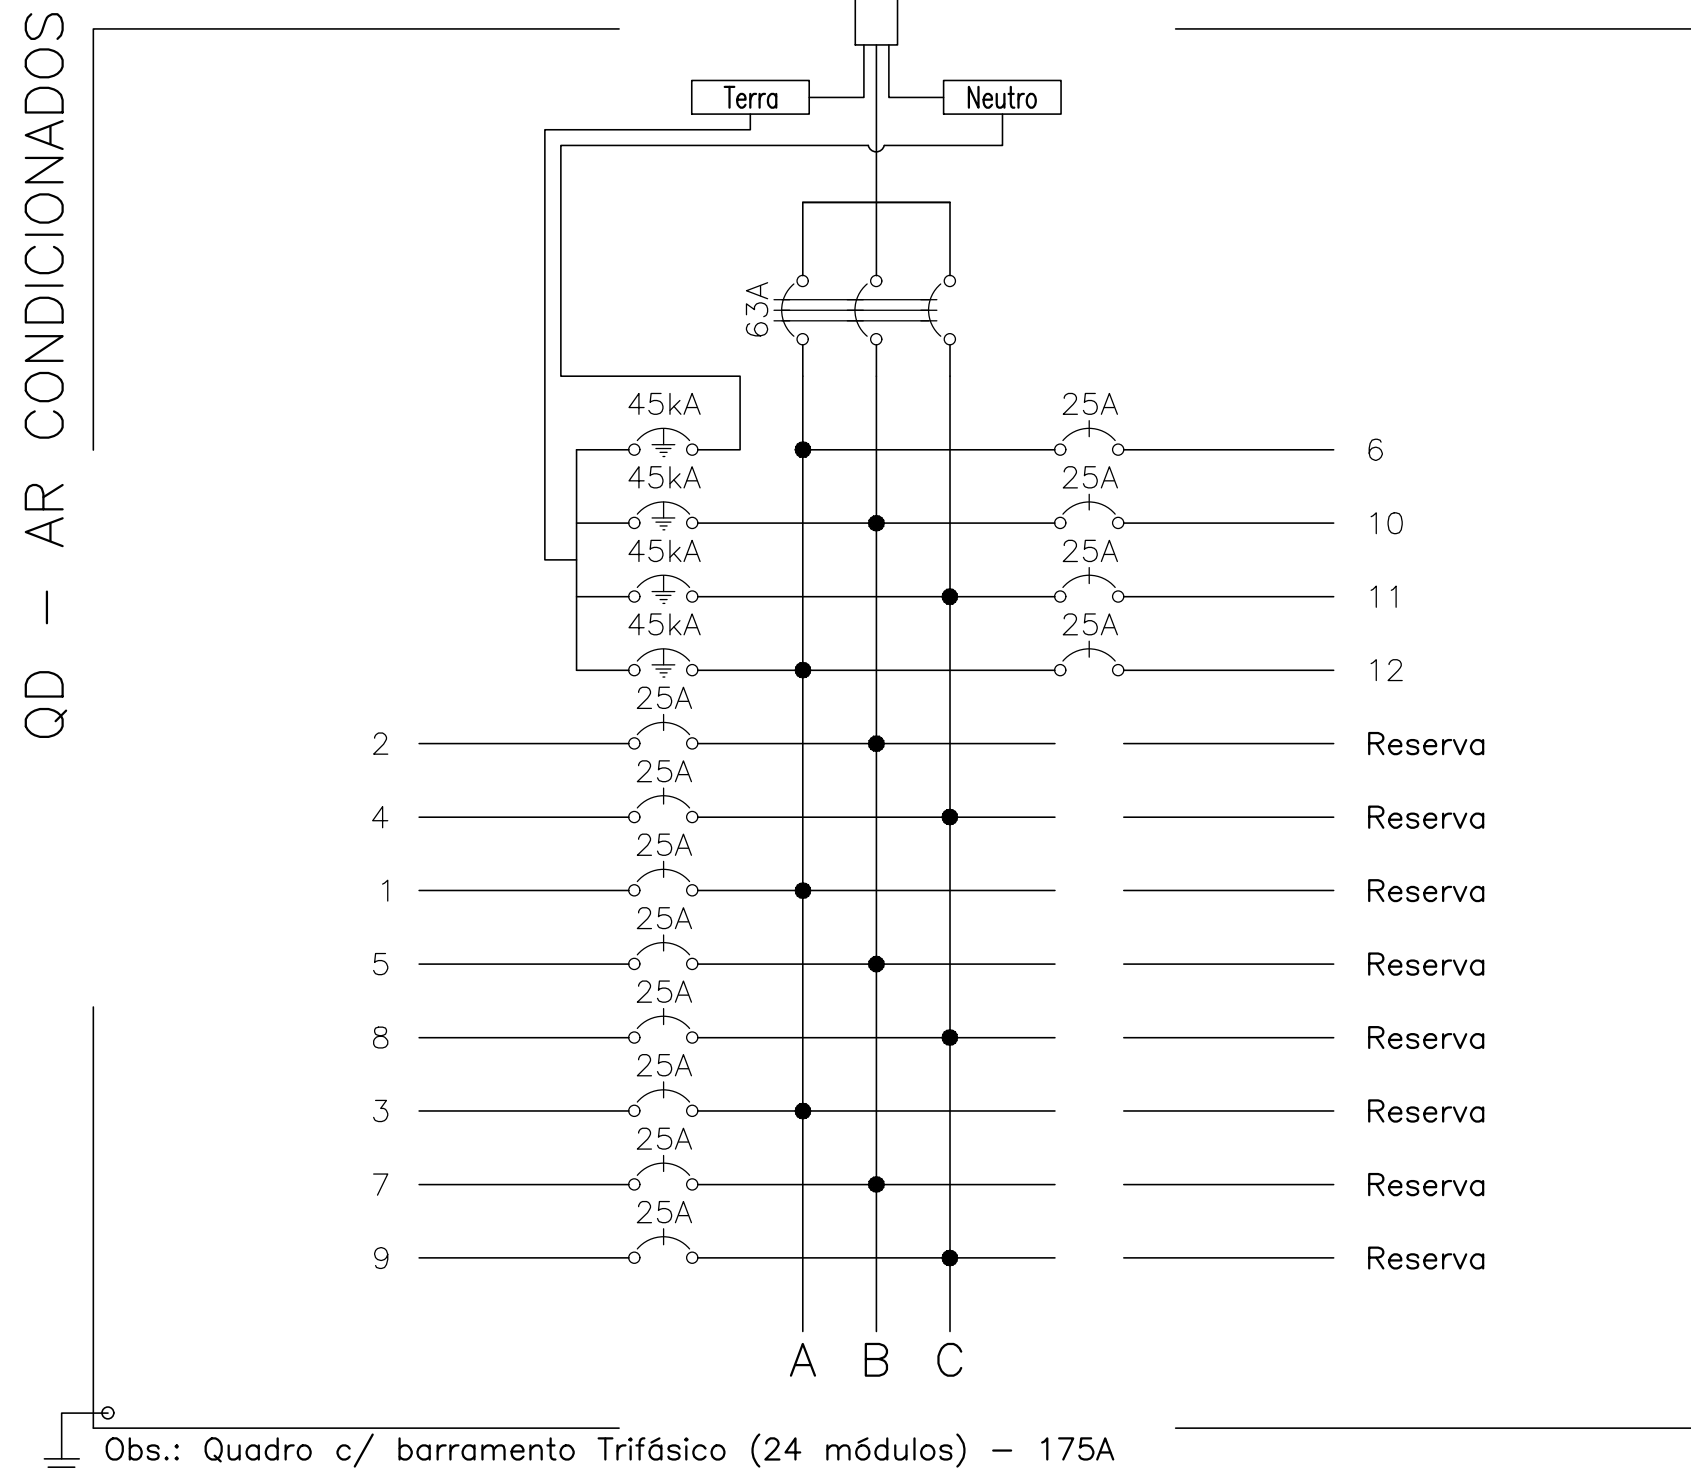 QD - AR CONDICIONADOS
Terra
Neutro
63A
45kA
25A
6
45kA
25A
10
45kA
25A
11
45kA
25A
12
25A
2
Reserva
25A
4
Reserva
25A
1
Reserva
25A
5
Reserva
25A
8
Reserva
25A
3
Reserva
25A
7
Reserva
25A
9
Reserva
A B C
Obs.: Quadro c/ barramento Trifásico (24 módulos) - 175A